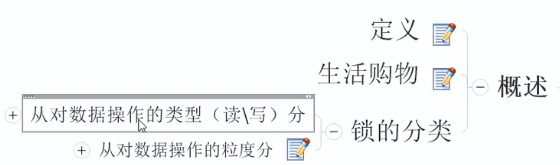 定义
生活购物
概述
从对数据操作的类型（读\写）分
锁的分类
从对数据操作的粒度分